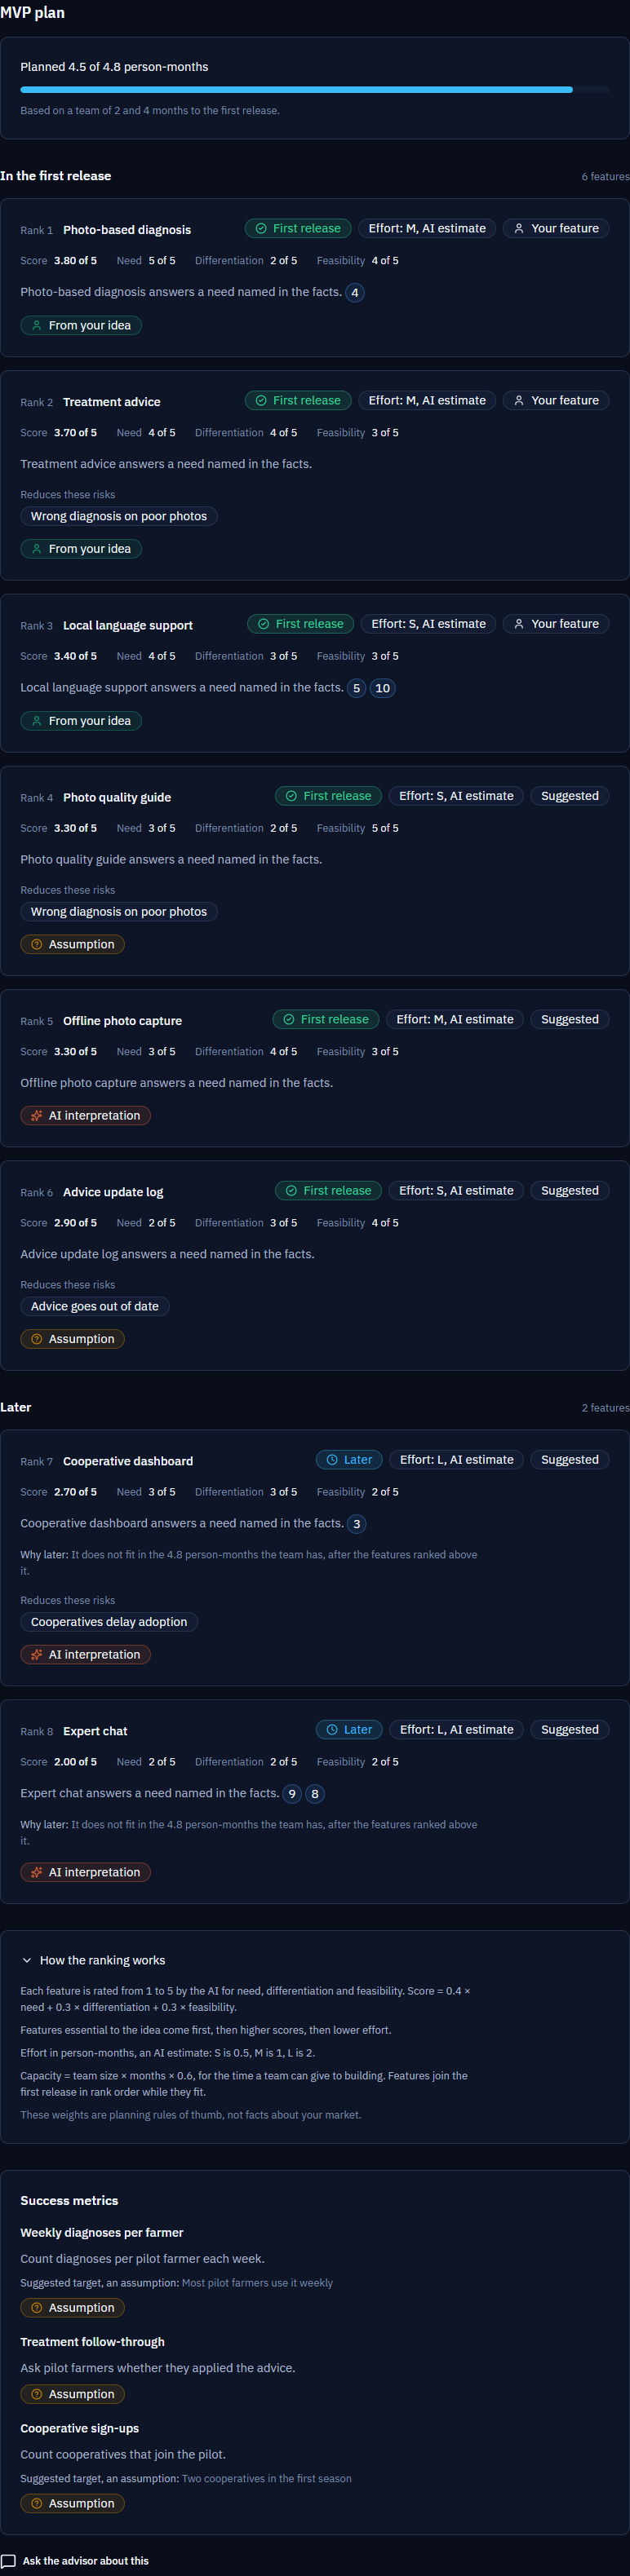 MVP plan
Planned 4.5 of 4.8 person-months
Based on a team of 2 and 4 months to the first release.
In the first release 6 features
Rank 1 Photo-based diagnosis First release Effort: M, AI estimate Your feature
Score 3.80 of 5 Need 5 of 5 Differentiation 2 of 5 Feasibility 4 of 5
Photo-based diagnosis answers a need named in the facts. 4
From your idea
Rank 2 Treatment advice First release Effort: M, AI estimate Your feature
Score 3.70 of 5 Need 4 of 5 Differentiation 4 of 5 Feasibility 3 of 5
Treatment advice answers a need named in the facts.
Reduces these risks
Wrong diagnosis on poor photos
From your idea
Rank 3 Local language support First release Effort: S, AI estimate Your feature
Score 3.40 of 5 Need 4 of 5 Differentiation 3 of 5 Feasibility 3 of 5
Local language support answers a need named in the facts. 5 10
From your idea
Rank 4 Photo quality guide First release Effort: S, AI estimate Suggested
Score 3.30 of 5 Need 3 of 5 Differentiation 2 of 5 Feasibility 5 of 5
Photo quality guide answers a need named in the facts.
Reduces these risks
Wrong diagnosis on poor photos
Assumption
Rank 5 Offline photo capture First release Effort: M, AI estimate Suggested
Score 3.30 of 5 Need 3 of 5 Differentiation 4 of 5 Feasibility 3 of 5
Offline photo capture answers a need named in the facts.
AI interpretation
Rank 6 Advice update log First release Effort: S, AI estimate Suggested
Score 2.90 of 5 Need 2 of 5 Differentiation 3 of 5 Feasibility 4 of 5
Advice update log answers a need named in the facts.
Reduces these risks
Advice goes out of date
Assumption
Later 2 features
Rank 7 Cooperative dashboard Later Effort: L, AI estimate Suggested
Score 2.70 of 5 Need 3 of 5 Differentiation 3 of 5 Feasibility 2 of 5
Cooperative dashboard answers a need named in the facts. 3
Why later: It does not fit in the 4.8 person-months the team has, after the features ranked above
it.
Reduces these risks
Cooperatives delay adoption
AI interpretation
Rank 8 Expert chat Later Effort: L, AI estimate Suggested
Score 2.00 of 5 Need 2 of 5 Differentiation 2 of 5 Feasibility 2 of 5
Expert chat answers a need named in the facts. 9 8
Why later: It does not fit in the 4.8 person-months the team has, after the features ranked above
it.
AI interpretation
How the ranking works
Each feature is rated from 1 to 5 by the AI for need, differentiation and feasibility. Score = 0.4 ×
need + 0.3 × differentiation + 0.3 × feasibility.
Features essential to the idea come first, then higher scores, then lower effort.
Effort in person-months, an AI estimate: S is 0.5, M is 1, L is 2.
Capacity = team size × months × 0.6, for the time a team can give to building. Features join the
first release in rank order while they fit.
These weights are planning rules of thumb, not facts about your market.
Success metrics
Weekly diagnoses per farmer
Count diagnoses per pilot farmer each week.
Suggested target, an assumption: Most pilot farmers use it weekly
Assumption
Treatment follow-through
Ask pilot farmers whether they applied the advice.
Assumption
Cooperative sign-ups
Count cooperatives that join the pilot.
Suggested target, an assumption: Two cooperatives in the first season
Assumption
Ask the advisor about this